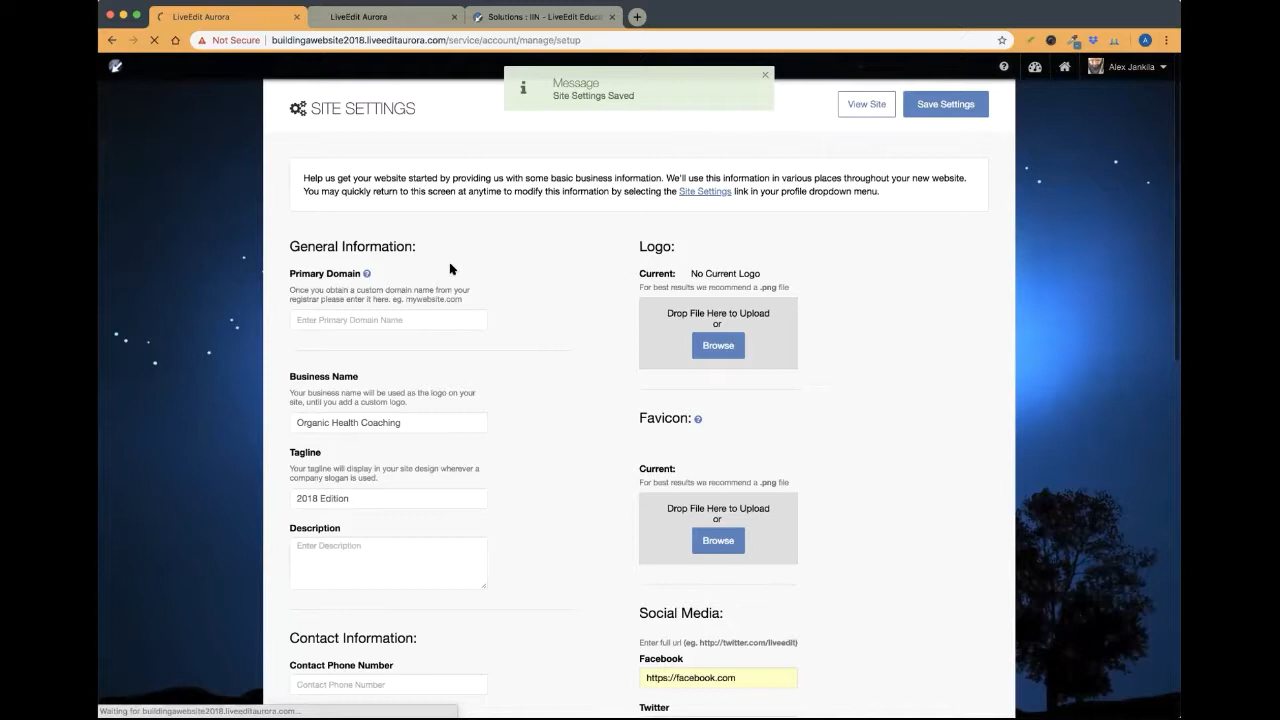 LiveEdit Aurora
LiveEdit Aurora
Solutions : IIN - LiveEdit Educa
Not Secure
buildingawebsite2018.liveeditaurora.com/service/account/manage/setup
Alex Jankila
Message
Site Settings Saved
SITE SETTINGS
View Site
Save Settings
Help us get your website started by providing us with some basic business information. We'll use this information in various places throughout your new website.
You may quickly return to this screen at anytime to modify this information by selecting the Site Settings link in your profile dropdown menu.
General Information:
Primary Domain
Once you obtain a custom domain name from your
registrar please enter it here. eg. mywebsite.com
Enter Primary Domain Name
Business Name
Your business name will be used as the logo on your
site, until you add a custom logo.
Organic Health Coaching
Tagline
Your tagline will display in your site design wherever a
company slogan is used.
2018 Edition
Description
Enter Description
Contact Information:
Contact Phone Number
Contact Phone Number
Logo:
Current: No Current Logo
For best results we recommend a .png file
Drop File Here to Upload
or
Browse
Favicon:
Current:
For best results we recommend a .png file
Drop File Here to Upload
or
Browse
Social Media:
Enter full url (eg. http://twitter.com/liveedit)
Facebook
https://facebook.com
Twitter
Waiting for buildingawebsite2018.liveeditaurora.com...